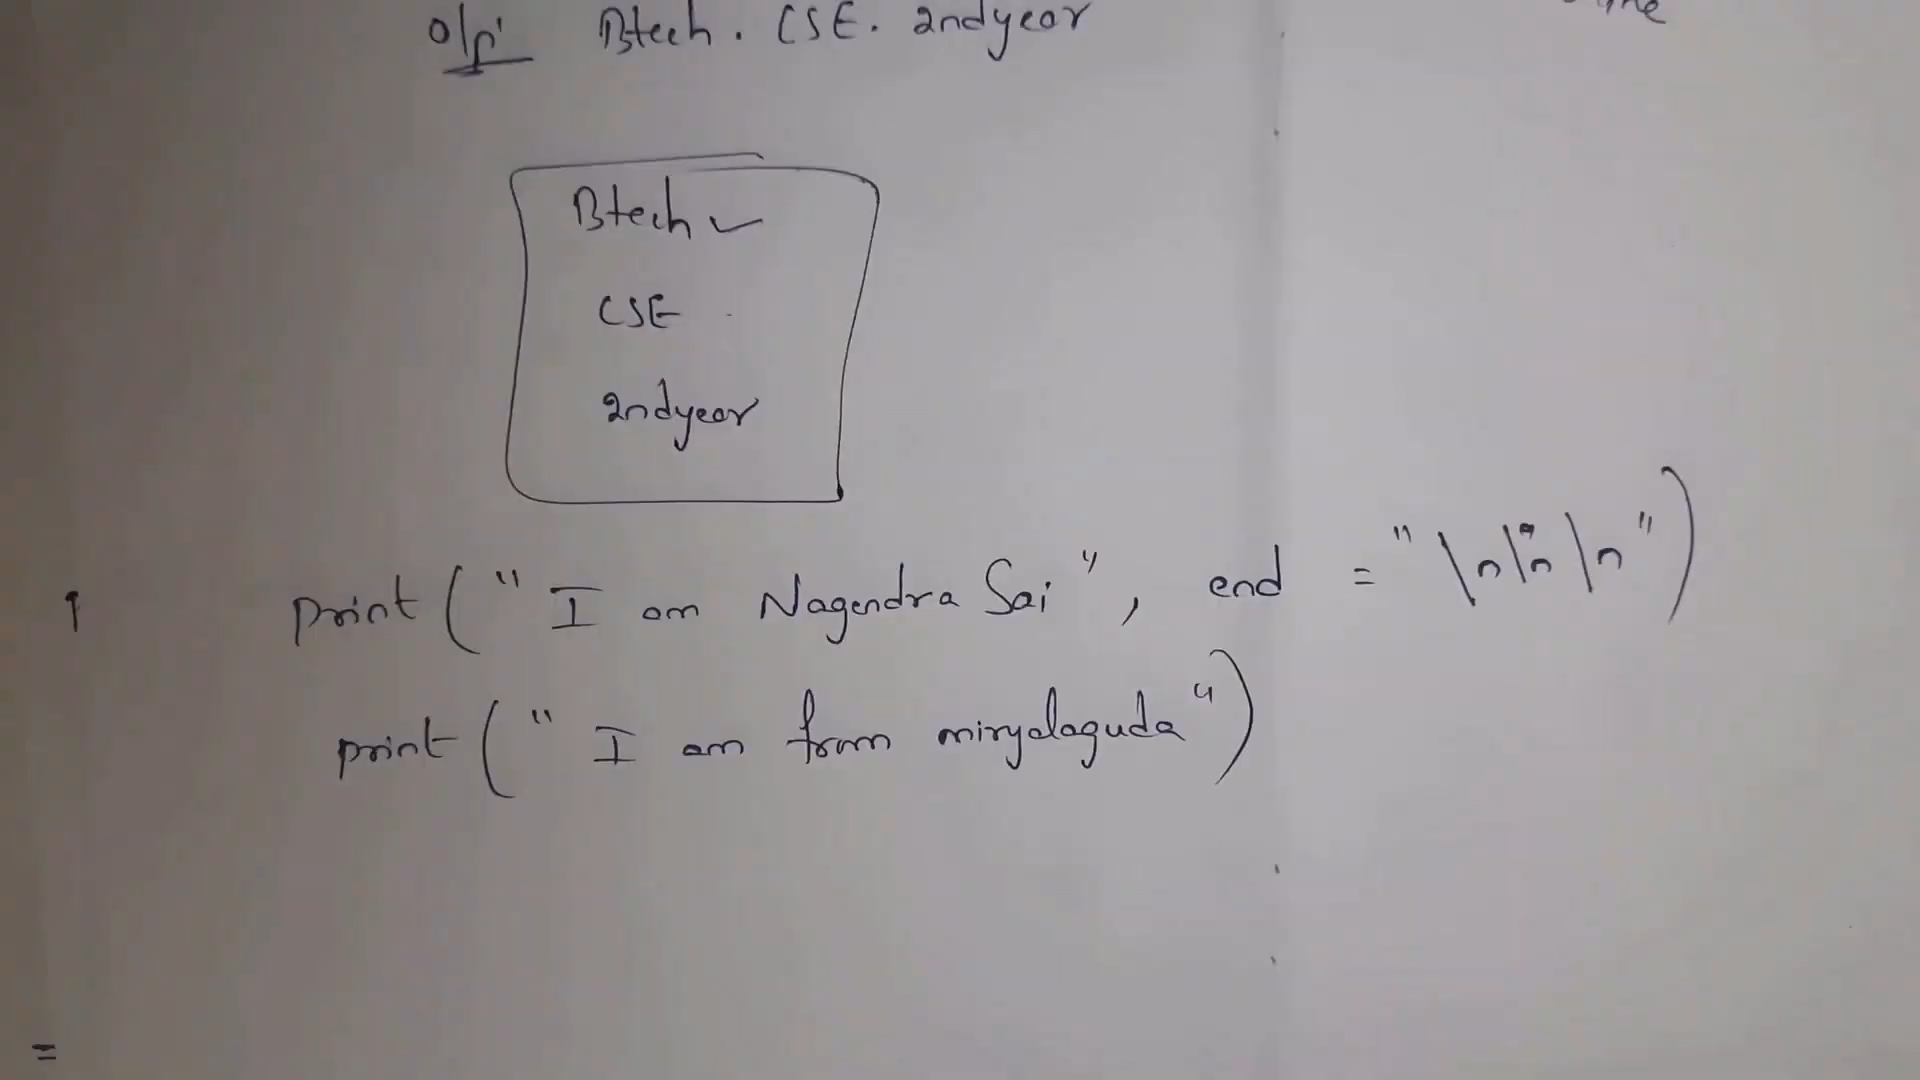 o/p: Btech. CSE. 2ndyear
Btech
CSE
2ndyear
print("I am Nagendra Sai", end = "\n\n\n")
print("I am from miryalaguda")
=